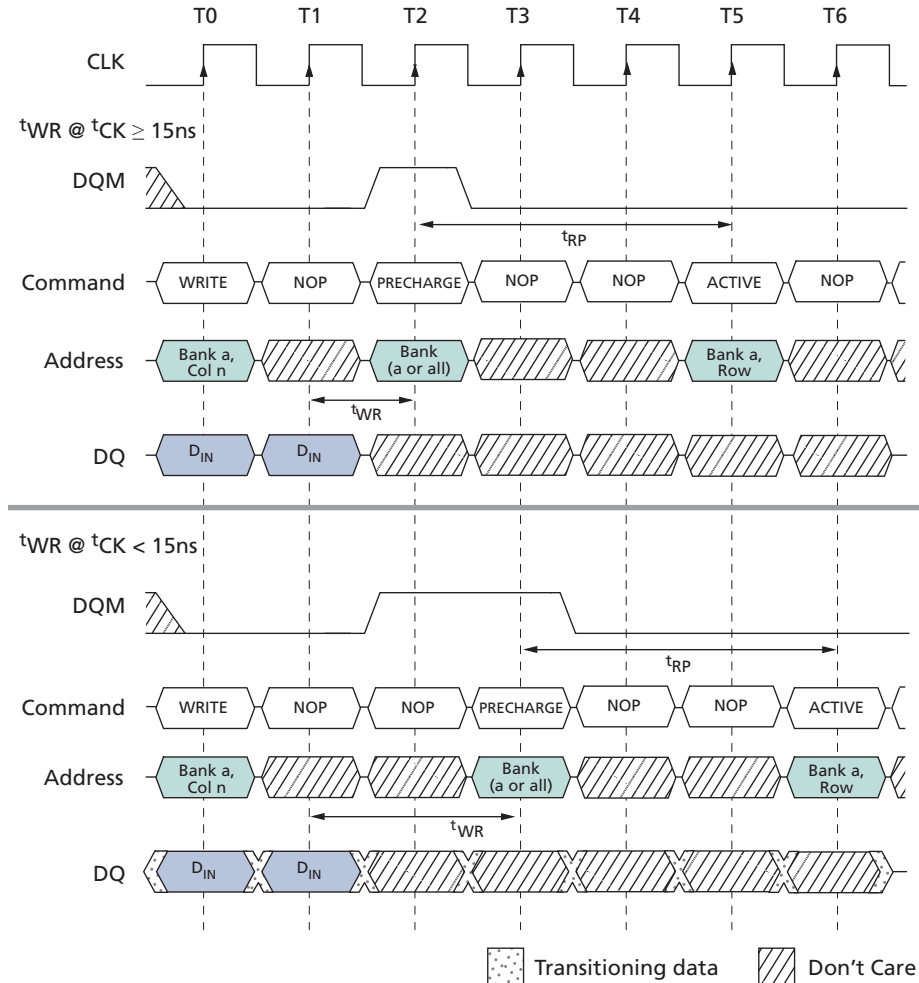 T0 T1 T2 T3 T4 T5 T6
CLK
tWR @ tCK ≥ 15ns
DQM
tRP
Command WRITE NOP PRECHARGE NOP NOP ACTIVE NOP
Address Bank a, Col n Bank (a or all) Bank a, Row
tWR
DQ DIN DIN
tWR @ tCK < 15ns
DQM
tRP
Command WRITE NOP NOP PRECHARGE NOP NOP ACTIVE
Address Bank a, Col n Bank (a or all) Bank a, Row
tWR
DQ DIN DIN
Transitioning data Don't Care